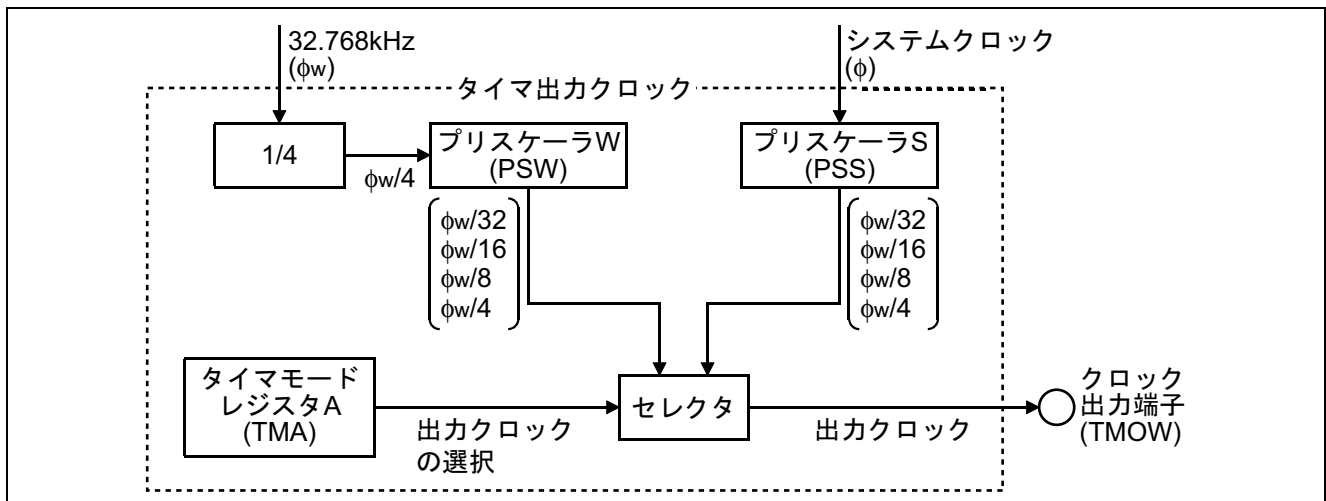 32.768kHz
(φw)
システムクロック
(φ)
タイマ出力クロック
1/4
φw/4
プリスケーラW
(PSW)
プリスケーラS
(PSS)
φw/32
φw/16
φw/8
φw/4
φw/32
φw/16
φw/8
φw/4
タイマモード
レジスタA
(TMA)
出力クロック
の選択
セレクタ
出力クロック
クロック
出力端子
(TMOW)